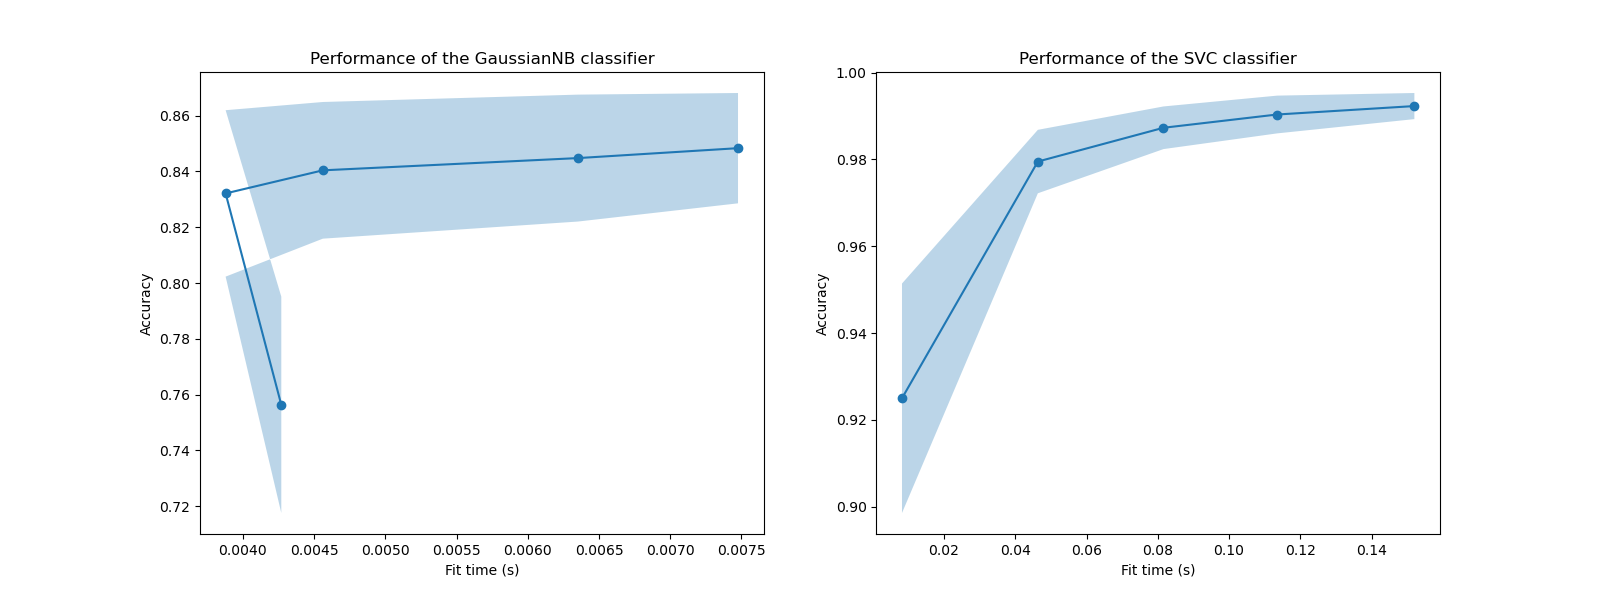 Performance of the GaussianNB classifier
Accuracy
0.86
0.84
0.82
0.80
0.78
0.76
0.74
0.72
0.0040 0.0045 0.0050 0.0055 0.0060 0.0065 0.0070 0.0075
Fit time (s)
Performance of the SVC classifier
Accuracy
1.00
0.98
0.96
0.94
0.92
0.90
0.02 0.04 0.06 0.08 0.10 0.12 0.14
Fit time (s)